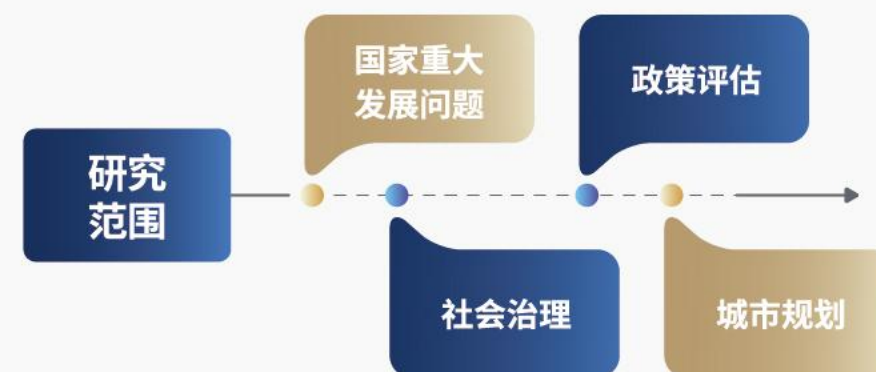 研究
范围
国家重大
发展问题
社会治理
政策评估
城市规划